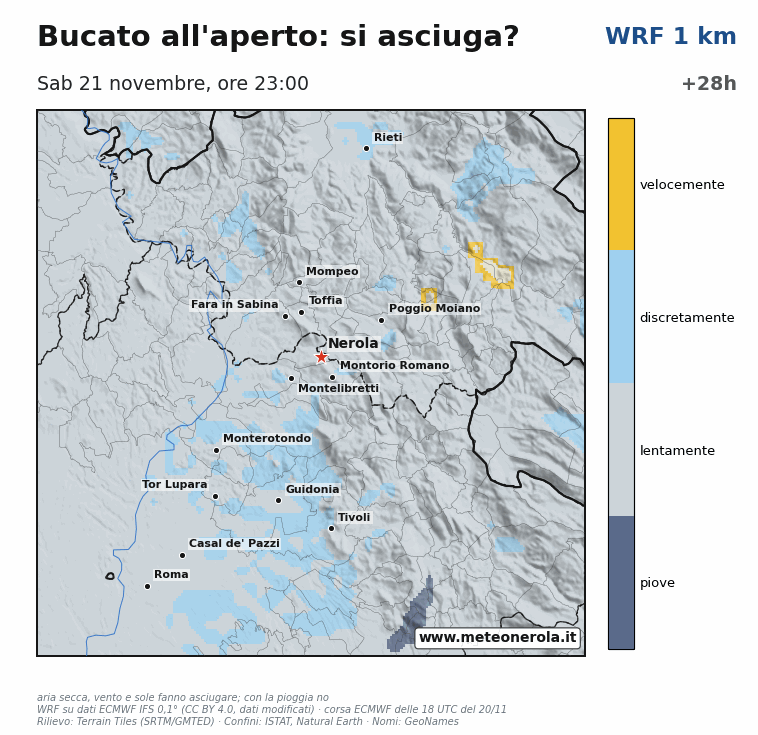 Bucato all'aperto: si asciuga?
WRF 1 km
Sab 21 novembre, ore 23:00
+28h
Rieti
velocemente
Mompeo
Fara in Sabina
Toffia
Poggio Moiano
discretamente
Nerola
Montorio Romano
Montelibretti
Monterotondo
lentamente
Tor Lupara
Guidonia
Tivoli
Casal de' Pazzi
Roma
piove
www.meteonerola.it
aria secca, vento e sole fanno asciugare; con la pioggia no
WRF su dati ECMWF IFS 0,1° (CC BY 4.0, dati modificati) · corsa ECMWF delle 18 UTC del 20/11
Rilievo: Terrain Tiles (SRTM/GMTED) · Confini: ISTAT, Natural Earth · Nomi: GeoNames